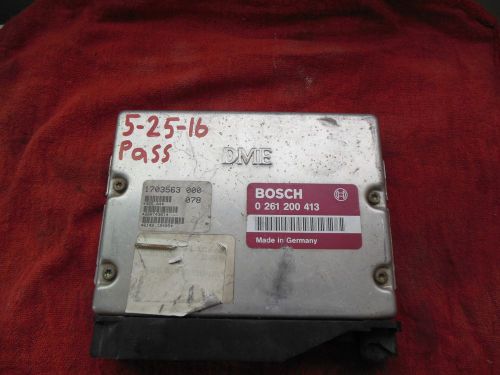 5-25-16
Pass
DME
1703563 000
078
BOSCH
0 261 200 413
Made in Germany